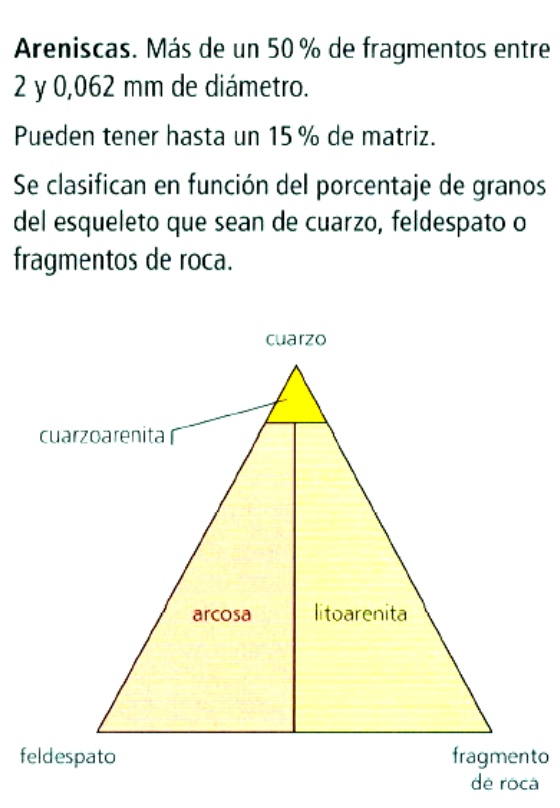 Areniscas. Más de un 50 % de fragmentos entre
2 y 0,062 mm de diámetro.
Pueden tener hasta un 15 % de matriz.
Se clasifican en función del porcentaje de granos
del esqueleto que sean de cuarzo, feldespato o
fragmentos de roca.
cuarzo
cuarzoarenita
arcosa
litoarenita
feldespato
fragmento
de roca